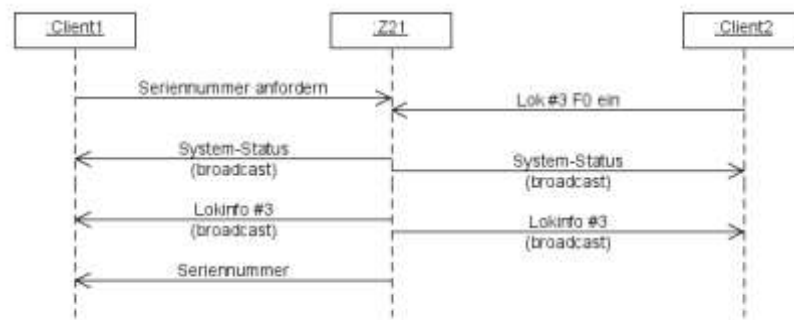 :Client1
:Z21
:Client2
Seriennummer anfordern
Lok #3 F0 ein
System-Status
(broadcast)
System-Status
(broadcast)
Lokinfo #3
(broadcast)
Lokinfo #3
(broadcast)
Seriennummer